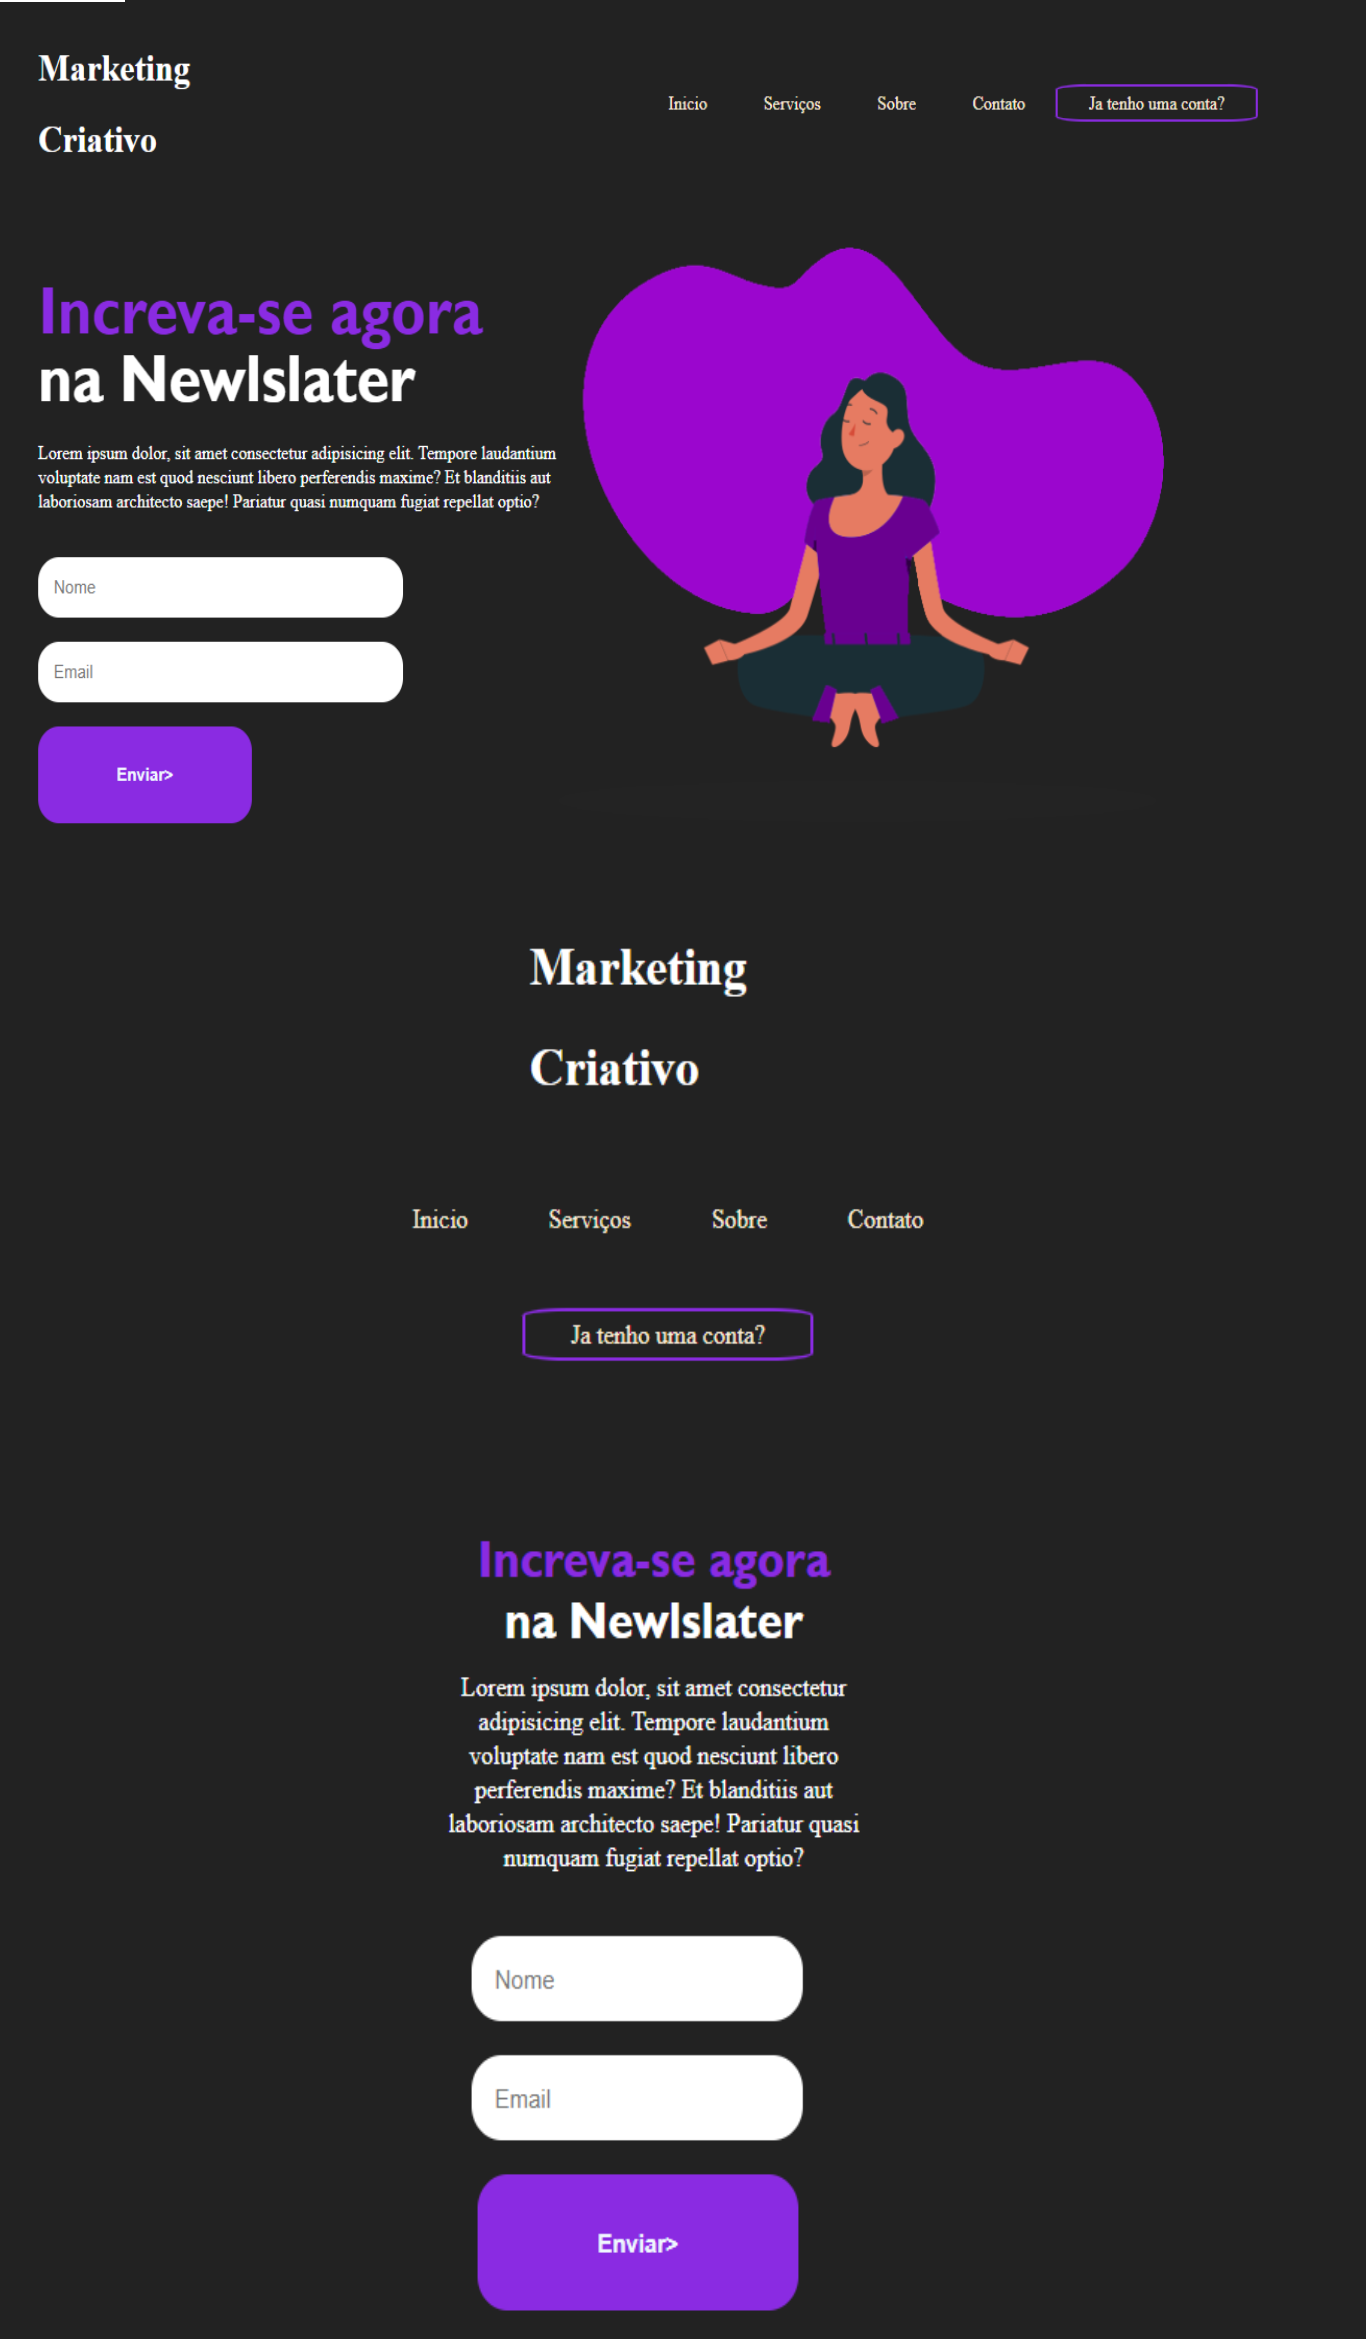 Marketing
Criativo
Inicio Serviços Sobre Contato Ja tenho uma conta?
Increva-se agora
na Newlslater
Lorem ipsum dolor, sit amet consectetur adipisicing elit. Tempore laudantium
voluptate nam est quod nesciunt libero perferendis maxime? Et blanditiis aut
laboriosam architecto saepe! Pariatur quasi numquam fugiat repellat optio?
Nome
Email
Enviar>
Marketing
Criativo
Inicio Serviços Sobre Contato
Ja tenho uma conta?
Increva-se agora
na Newlslater
Lorem ipsum dolor, sit amet consectetur
adipisicing elit. Tempore laudantium
voluptate nam est quod nesciunt libero
perferendis maxime? Et blanditiis aut
laboriosam architecto saepe! Pariatur quasi
numquam fugiat repellat optio?
Nome
Email
Enviar>